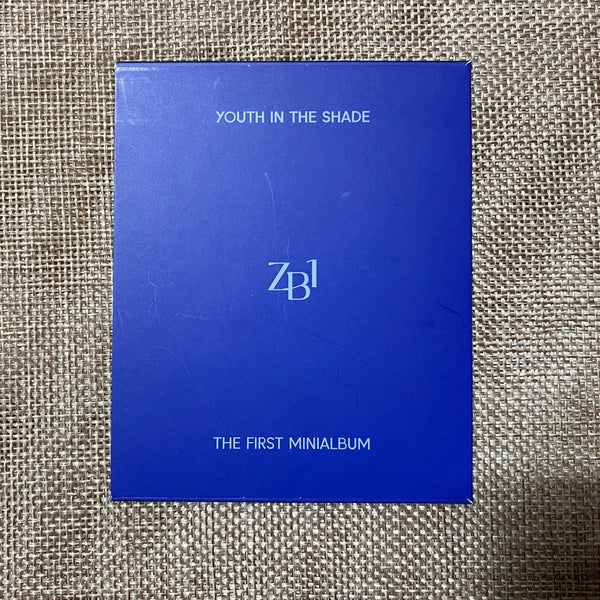 YOUTH IN THE SHADE
ZB1
THE FIRST MINIALBUM